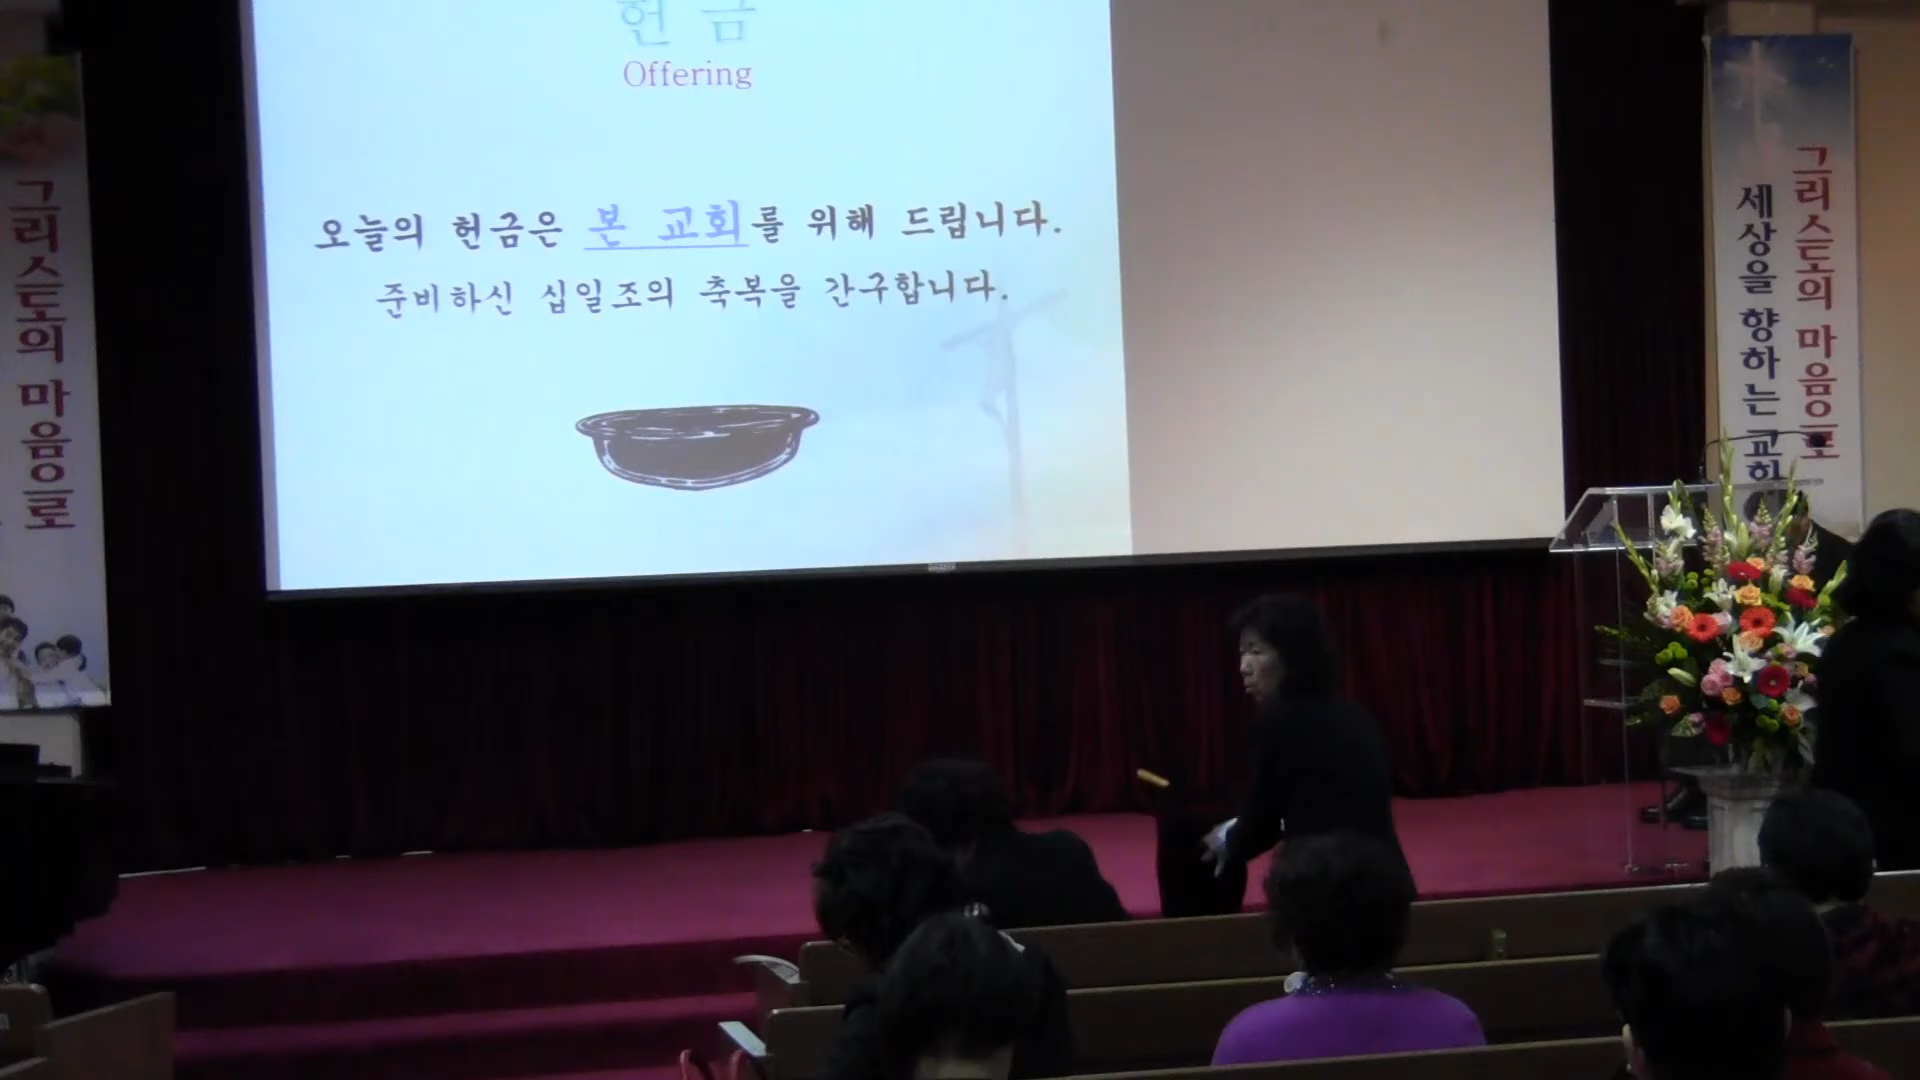 헌 금
Offering
오늘의 헌금은 본 교회를 위해 드립니다.
준비하신 십일조의 축복을 간구합니다.
그리스도의 마음으로
그리스도의 마음으로
세상을 향하는 교회